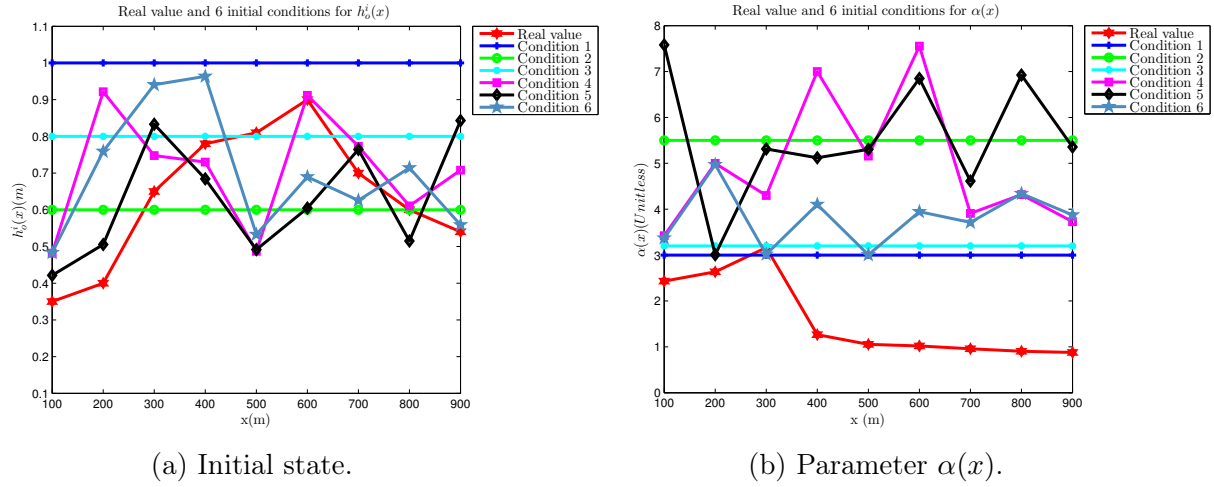 Real value and 6 initial conditions for $h_o^i(x)$
1.1
1
0.9
0.8
0.7
0.6
0.5
0.4
0.3
0.2
0.1
$h_o^i(x)(m)$
100 200 300 400 500 600 700 800 900
x(m)
Real value
Condition 1
Condition 2
Condition 3
Condition 4
Condition 5
Condition 6
(a) Initial state.
Real value and 6 initial conditions for $\alpha(x)$
8
7
6
5
4
3
2
1
0
$\alpha(x)(Unitless)$
100 200 300 400 500 600 700 800 900
x (m)
Real value
Condition 1
Condition 2
Condition 3
Condition 4
Condition 5
Condition 6
(b) Parameter $\alpha(x)$.